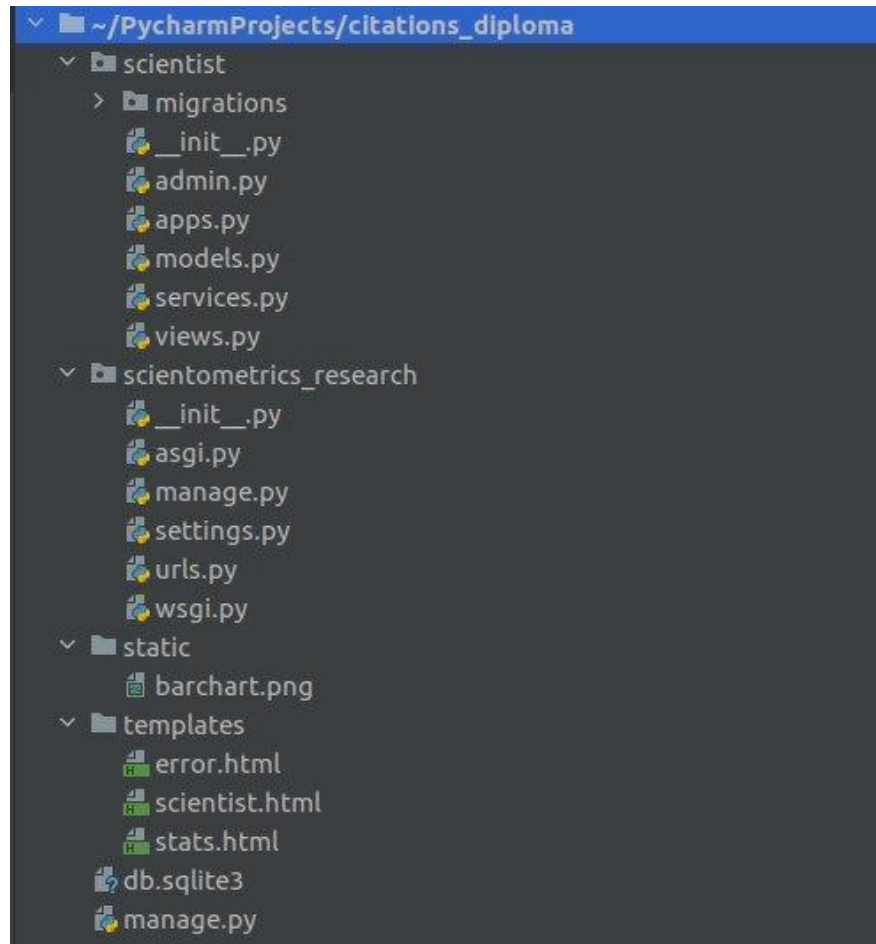 ~/PycharmProjects/citations_diploma
scientist
migrations
__init__.py
admin.py
apps.py
models.py
services.py
views.py
scientometrics_research
__init__.py
asgi.py
manage.py
settings.py
urls.py
wsgi.py
static
barchart.png
templates
error.html
scientist.html
stats.html
db.sqlite3
manage.py